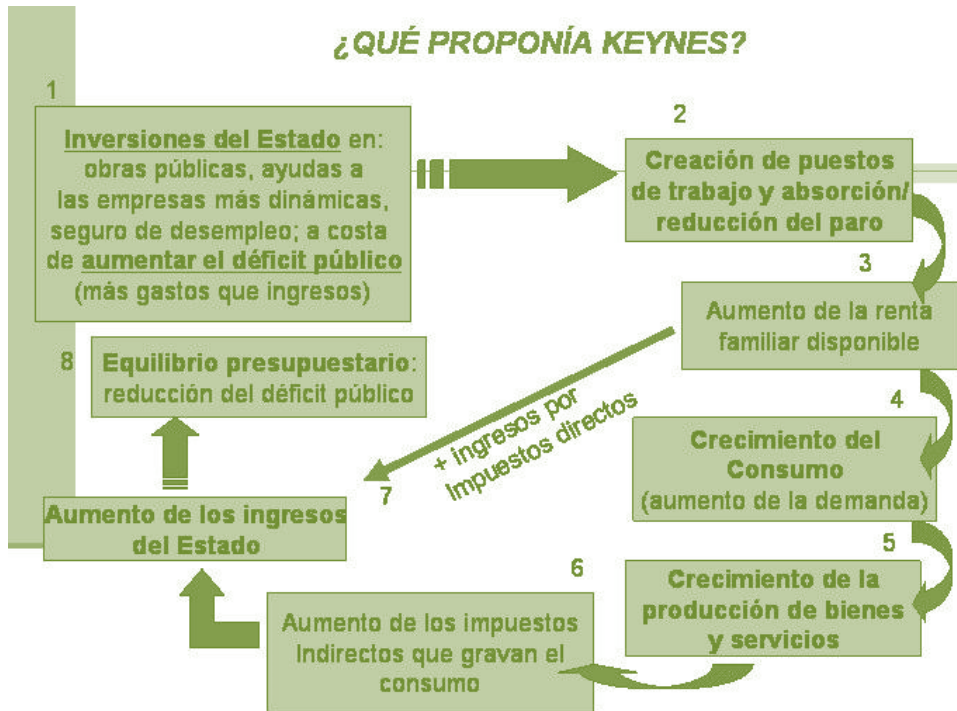 ¿QUÉ PROPONÍA KEYNES?
1
Inversiones del Estado en:
obras públicas, ayudas a
las empresas más dinámicas,
seguro de desempleo; a costa
de aumentar el déficit público
(más gastos que ingresos)
2
Creación de puestos
de trabajo y absorción/
reducción del paro
3
Aumento de la renta
familiar disponible
4
Crecimiento del
Consumo
(aumento de la demanda)
5
Crecimiento de la
producción de bienes
y servicios
6
Aumento de los impuestos
Indirectos que gravan el
consumo
+ ingresos por
Impuestos directos
7
Aumento de los ingresos
del Estado
8
Equilibrio presupuestario:
reducción del déficit público